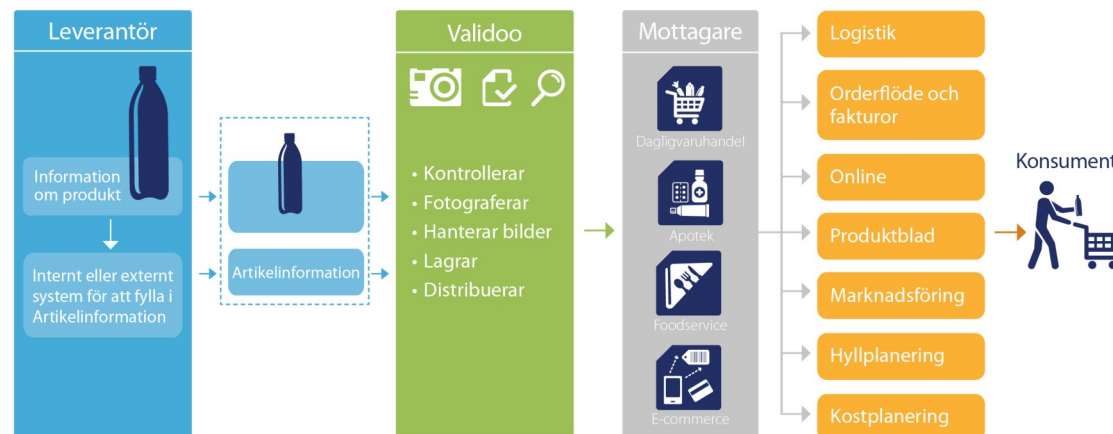 Leverantör
Information
om produkt
Internt eller externt
system för att fylla i
Artikelinformation
Artikelinformation
Validoo
• Kontrollerar
• Fotograferar
• Hanterar bilder
• Lagrar
• Distribuerar
Mottagare
Dagligvaruhandel
Apotek
Foodservice
E-commerce
Logistik
Orderflöde och
fakturor
Online
Produktblad
Marknadsföring
Hyllplanering
Kostplanering
Konsument